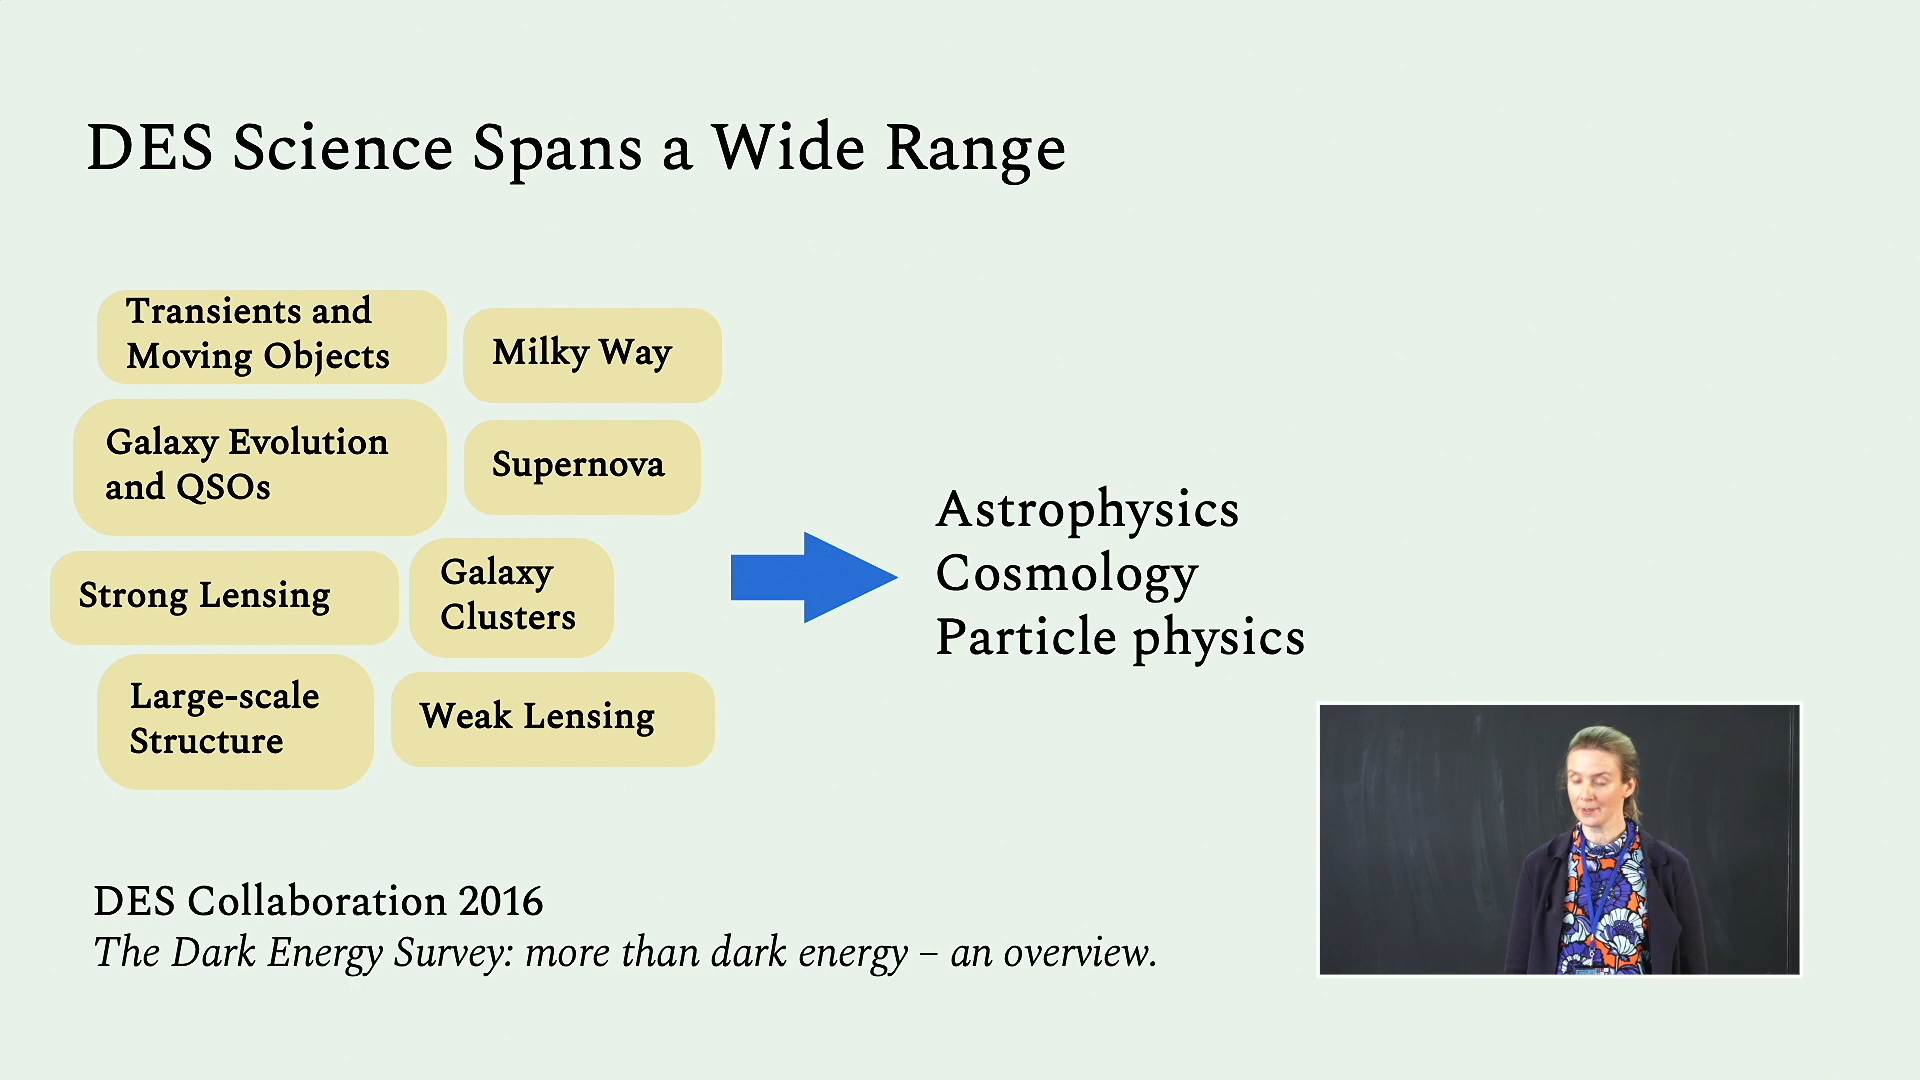 DES Science Spans a Wide Range
Transients and
Moving Objects
Milky Way
Galaxy Evolution
and QSOs
Supernova
Strong Lensing
Galaxy
Clusters
Large-scale
Structure
Weak Lensing
Astrophysics
Cosmology
Particle physics
DES Collaboration 2016
The Dark Energy Survey: more than dark energy – an overview.